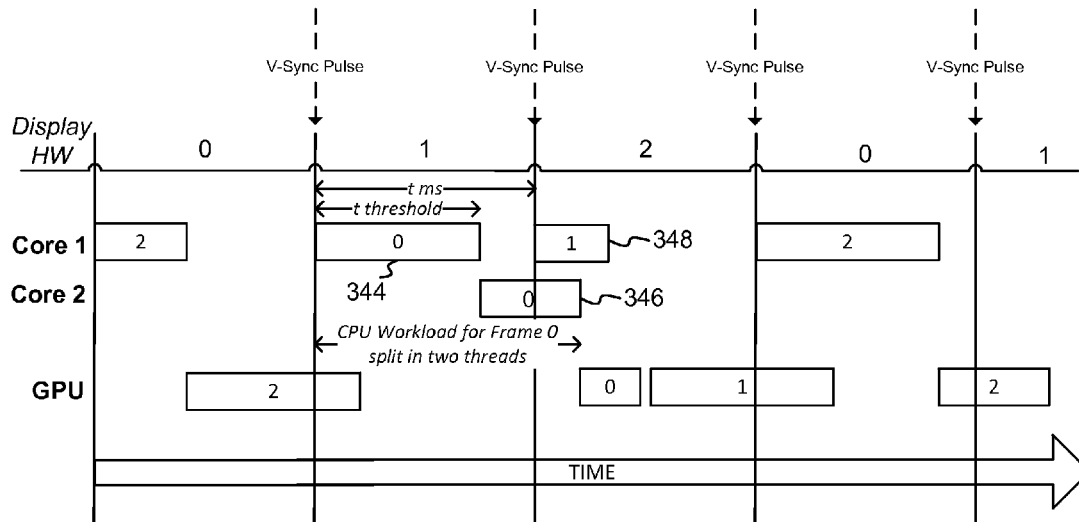 V-Sync Pulse V-Sync Pulse V-Sync Pulse V-Sync Pulse
Display
HW
0 1 2 0 1
t ms
t threshold
Core 1 2 0 1 348 2
Core 2 344 0 346
CPU Workload for Frame 0
split in two threads
GPU 2 0 1 2
TIME